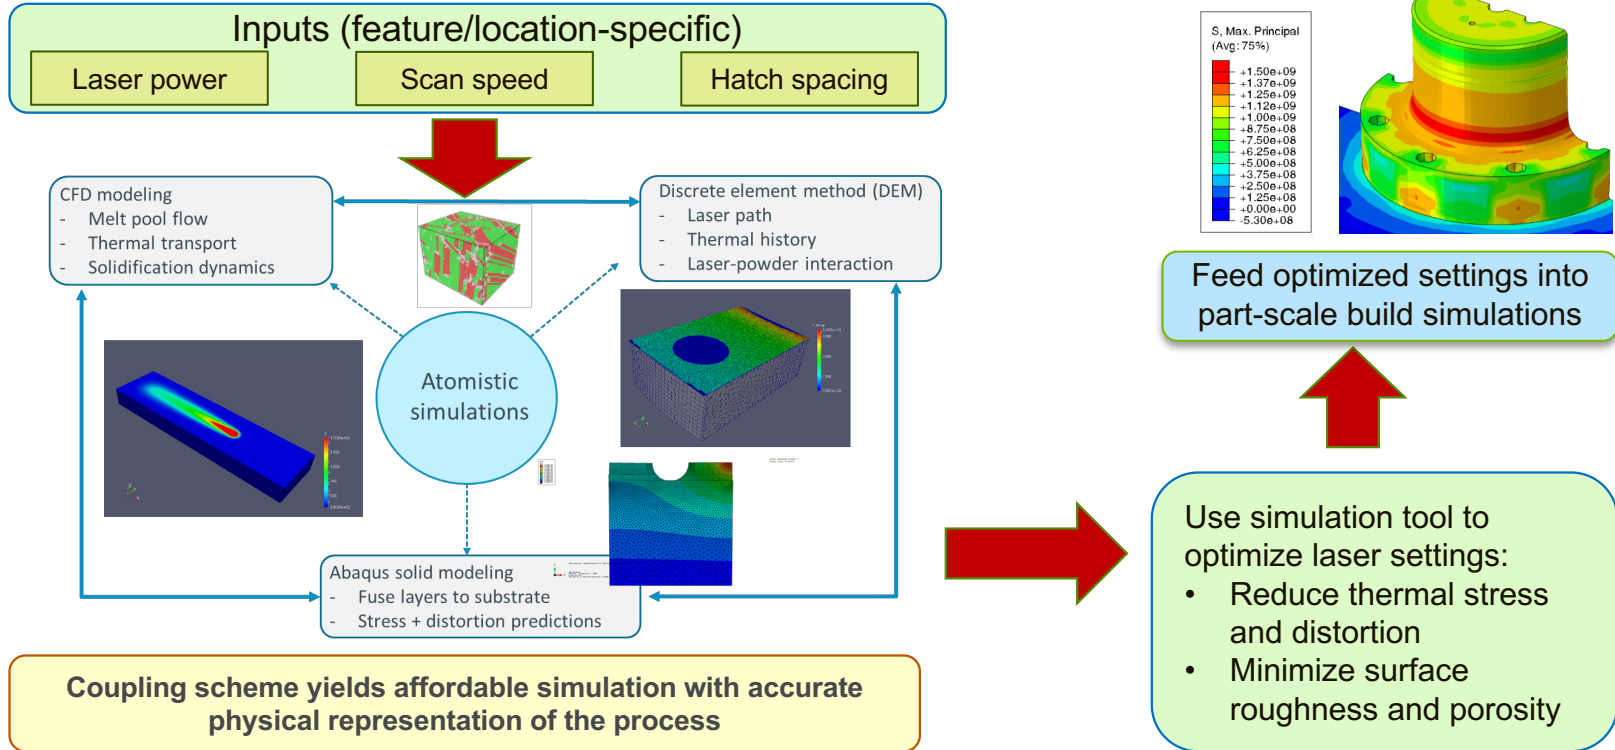 Inputs (feature/location-specific)
Laser power
Scan speed
Hatch spacing
CFD modeling
- Melt pool flow
- Thermal transport
- Solidification dynamics
Discrete element method (DEM)
- Laser path
- Thermal history
- Laser-powder interaction
Atomistic
simulations
Abaqus solid modeling
- Fuse layers to substrate
- Stress + distortion predictions
Coupling scheme yields affordable simulation with accurate
physical representation of the process
S, Max. Principal
(Avg: 75%)
+1.50e+09
+1.37e+09
+1.25e+09
+1.12e+09
+1.00e+09
+8.75e+08
+7.50e+08
+6.25e+08
+5.00e+08
+3.75e+08
+2.50e+08
+1.25e+08
+0.00e+00
-5.30e+08
Feed optimized settings into
part-scale build simulations
Use simulation tool to
optimize laser settings:
• Reduce thermal stress
and distortion
• Minimize surface
roughness and porosity